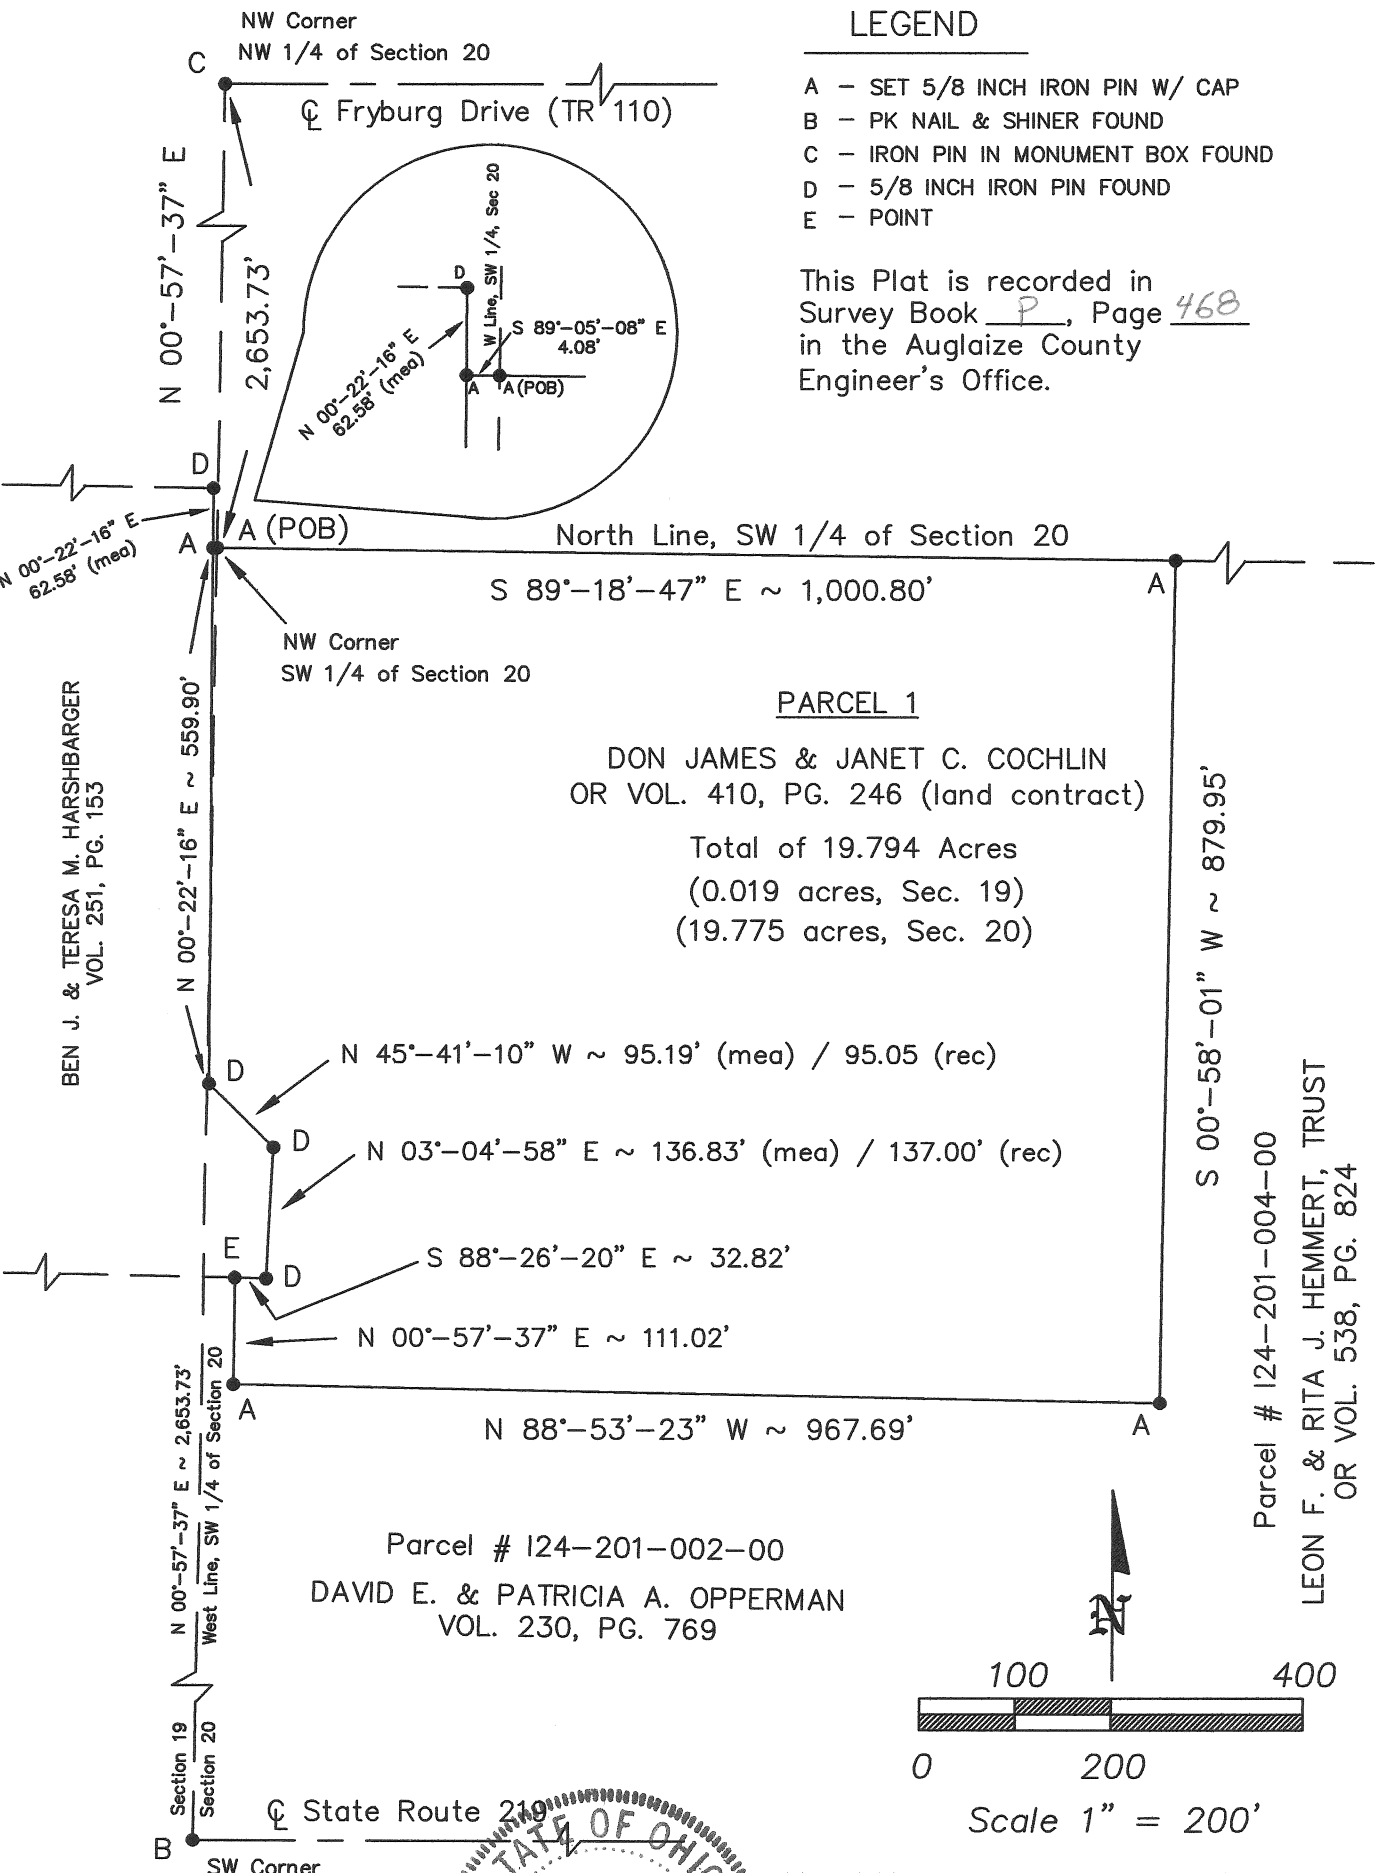 NW Corner
NW 1/4 of Section 20
C
℄ Fryburg Drive (TR 110)
N 00°-57'-37" E
2,653.73'
LEGEND
A - SET 5/8 INCH IRON PIN W/ CAP
B - PK NAIL & SHINER FOUND
C - IRON PIN IN MONUMENT BOX FOUND
D - 5/8 INCH IRON PIN FOUND
E - POINT
This Plat is recorded in
Survey Book P, Page 468
in the Auglaize County
Engineer's Office.
W Line, SW 1/4, Sec 20
D
S 89°-05'-08" E
4.08'
N 00°-22'-16" E
62.58' (mea)
A
A (POB)
D
N 00°-22'-16" E
62.58' (mea)
A
A (POB)
North Line, SW 1/4 of Section 20
S 89°-18'-47" E ~ 1,000.80'
A
NW Corner
SW 1/4 of Section 20
BEN J. & TERESA M. HARSHBARGER
VOL. 251, PG. 153
N 00°-22'-16" E ~ 559.90'
PARCEL 1
DON JAMES & JANET C. COCHLIN
OR VOL. 410, PG. 246 (land contract)
Total of 19.794 Acres
(0.019 acres, Sec. 19)
(19.775 acres, Sec. 20)
S 00°-58'-01" W ~ 879.95'
D
N 45°-41'-10" W ~ 95.19' (mea) / 95.05 (rec)
D
N 03°-04'-58" E ~ 136.83' (mea) / 137.00' (rec)
E
D
S 88°-26'-20" E ~ 32.82'
N 00°-57'-37" E ~ 111.02'
A
N 88°-53'-23" W ~ 967.69'
A
Parcel # I24-201-004-00
LEON F. & RITA J. HEMMERT, TRUST
OR VOL. 538, PG. 824
N 00°-57'-37" E ~ 2,653.73'
West Line, SW 1/4 of Section 20
Parcel # I24-201-002-00
DAVID E. & PATRICIA A. OPPERMAN
VOL. 230, PG. 769
N
100 400
0 200
Scale 1" = 200'
Section 19
Section 20
℄ State Route 219
B
SW Corner
STATE OF OHIO